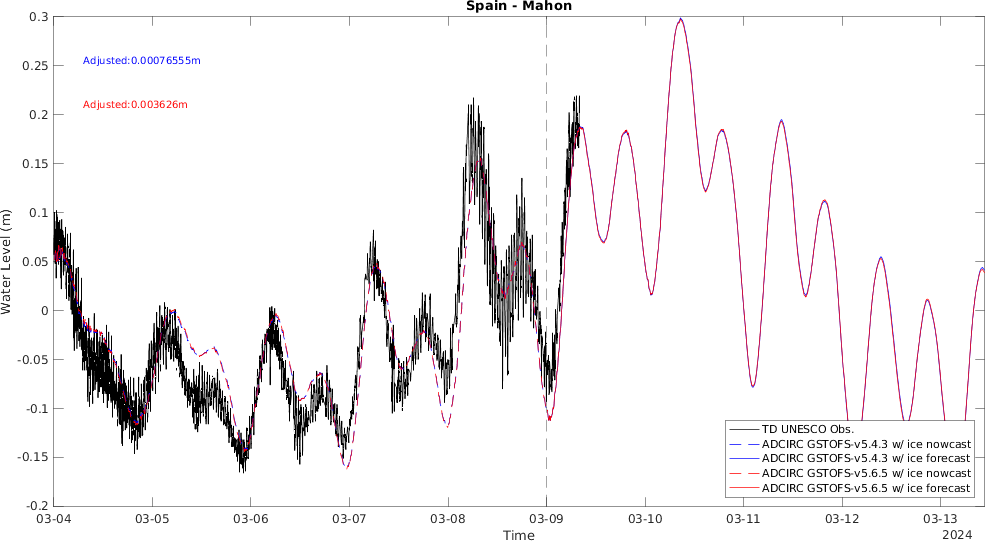 Spain - Mahon
0.3
0.25
0.2
0.15
0.1
0.05
0
-0.05
-0.1
-0.15
-0.2
Water Level (m)
Adjusted:0.00076555m
Adjusted:0.003626m
TD UNESCO Obs.
ADCIRC GSTOFS-v5.4.3 w/ ice nowcast
ADCIRC GSTOFS-v5.4.3 w/ ice forecast
ADCIRC GSTOFS-v5.6.5 w/ ice nowcast
ADCIRC GSTOFS-v5.6.5 w/ ice forecast
03-04 03-05 03-06 03-07 03-08 03-09 03-10 03-11 03-12 03-13
Time
2024